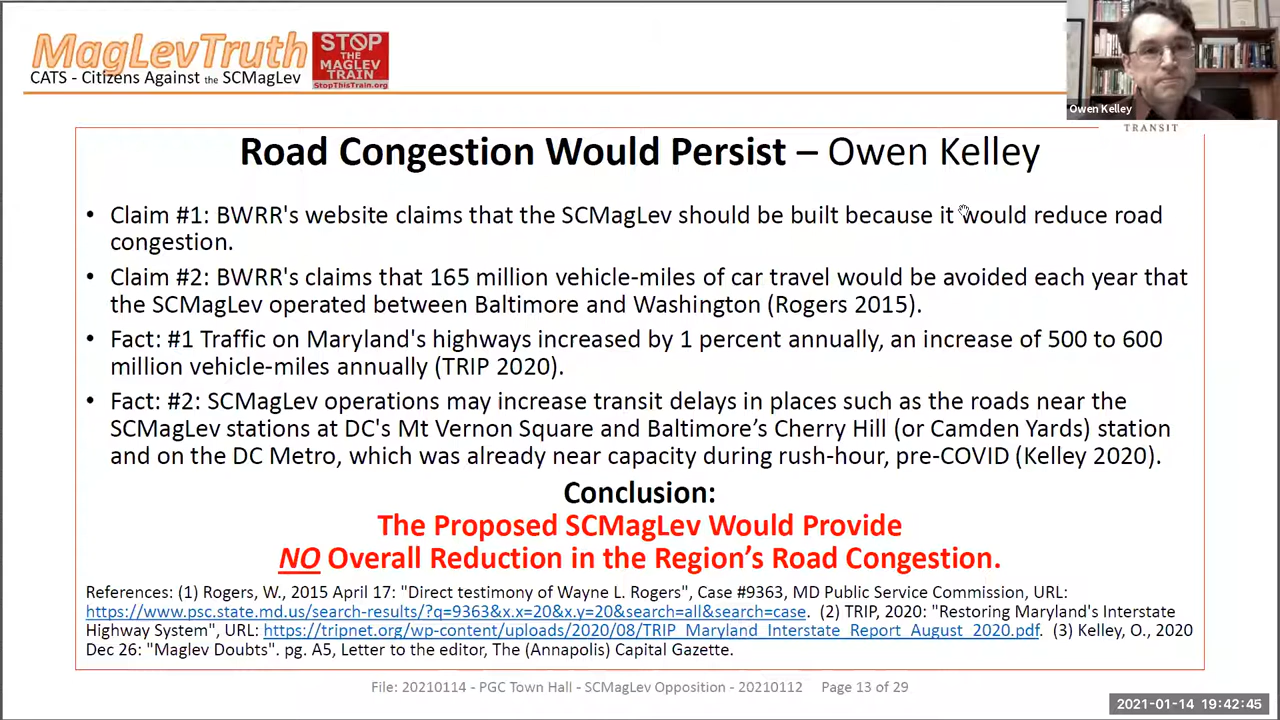 MagLevTruth
CATS - Citizens Against the SCMagLev
STOP
THE
MAGLEV
TRAIN
StopThisTrain.org
Owen Kelley
TRANSIT
Road Congestion Would Persist – Owen Kelley
• Claim #1: BWRR's website claims that the SCMagLev should be built because it would reduce road
congestion.
• Claim #2: BWRR's claims that 165 million vehicle-miles of car travel would be avoided each year that
the SCMagLev operated between Baltimore and Washington (Rogers 2015).
• Fact: #1 Traffic on Maryland's highways increased by 1 percent annually, an increase of 500 to 600
million vehicle-miles annually (TRIP 2020).
• Fact: #2: SCMagLev operations may increase transit delays in places such as the roads near the
SCMagLev stations at DC's Mt Vernon Square and Baltimore’s Cherry Hill (or Camden Yards) station
and on the DC Metro, which was already near capacity during rush-hour, pre-COVID (Kelley 2020).
Conclusion:
The Proposed SCMagLev Would Provide
NO Overall Reduction in the Region’s Road Congestion.
References: (1) Rogers, W., 2015 April 17: "Direct testimony of Wayne L. Rogers", Case #9363, MD Public Service Commission, URL:
https://www.psc.state.md.us/search-results/?q=9363&x.x=20&x.y=20&search=all&search=case. (2) TRIP, 2020: "Restoring Maryland's Interstate
Highway System", URL: https://tripnet.org/wp-content/uploads/2020/08/TRIP_Maryland_Interstate_Report_August_2020.pdf. (3) Kelley, O., 2020
Dec 26: "Maglev Doubts". pg. A5, Letter to the editor, The (Annapolis) Capital Gazette.
File: 20210114 - PGC Town Hall - SCMagLev Opposition - 20210112 Page 13 of 29
2021-01-14 19:42:45